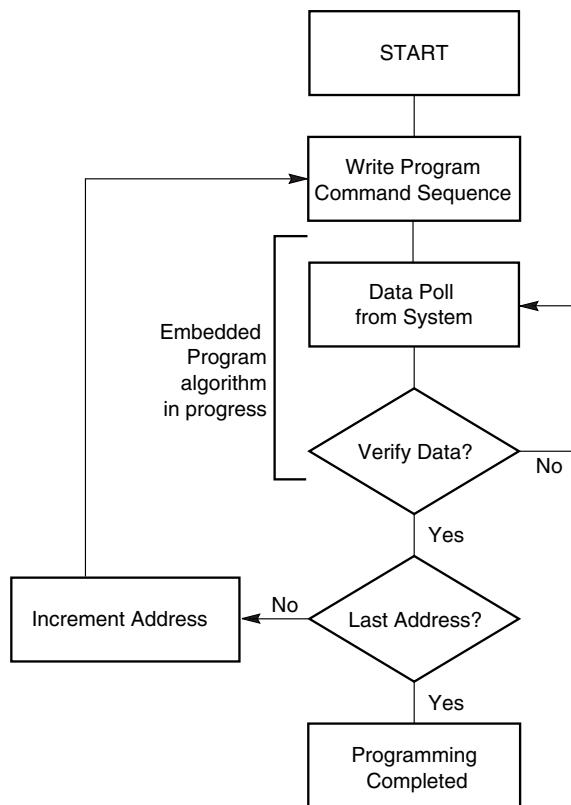 START
Write Program
Command Sequence
Data Poll
from System
Embedded
Program
algorithm
in progress
Verify Data?
No
Yes
Increment Address
No
Last Address?
Yes
Programming
Completed